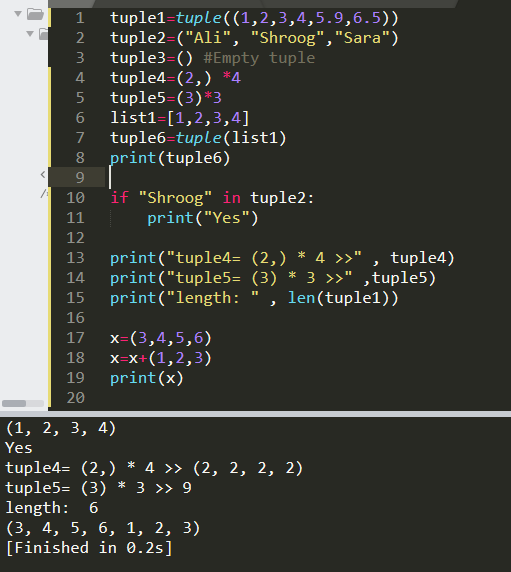 1 tuple1=tuple((1,2,3,4,5.9,6.5))
2 tuple2=("Ali", "Shroog","Sara")
3 tuple3=() #Empty tuple
4 tuple4=(2,) *4
5 tuple5=(3)*3
6 list1=[1,2,3,4]
7 tuple6=tuple(list1)
8 print(tuple6)
9
10 if "Shroog" in tuple2:
11     print("Yes")
12
13 print("tuple4= (2,) * 4 >>" , tuple4)
14 print("tuple5= (3) * 3 >>" ,tuple5)
15 print("length: " , len(tuple1))
16
17 x=(3,4,5,6)
18 x=x+(1,2,3)
19 print(x)
20
(1, 2, 3, 4)
Yes
tuple4= (2,) * 4 >> (2, 2, 2, 2)
tuple5= (3) * 3 >> 9
length:  6
(3, 4, 5, 6, 1, 2, 3)
[Finished in 0.2s]